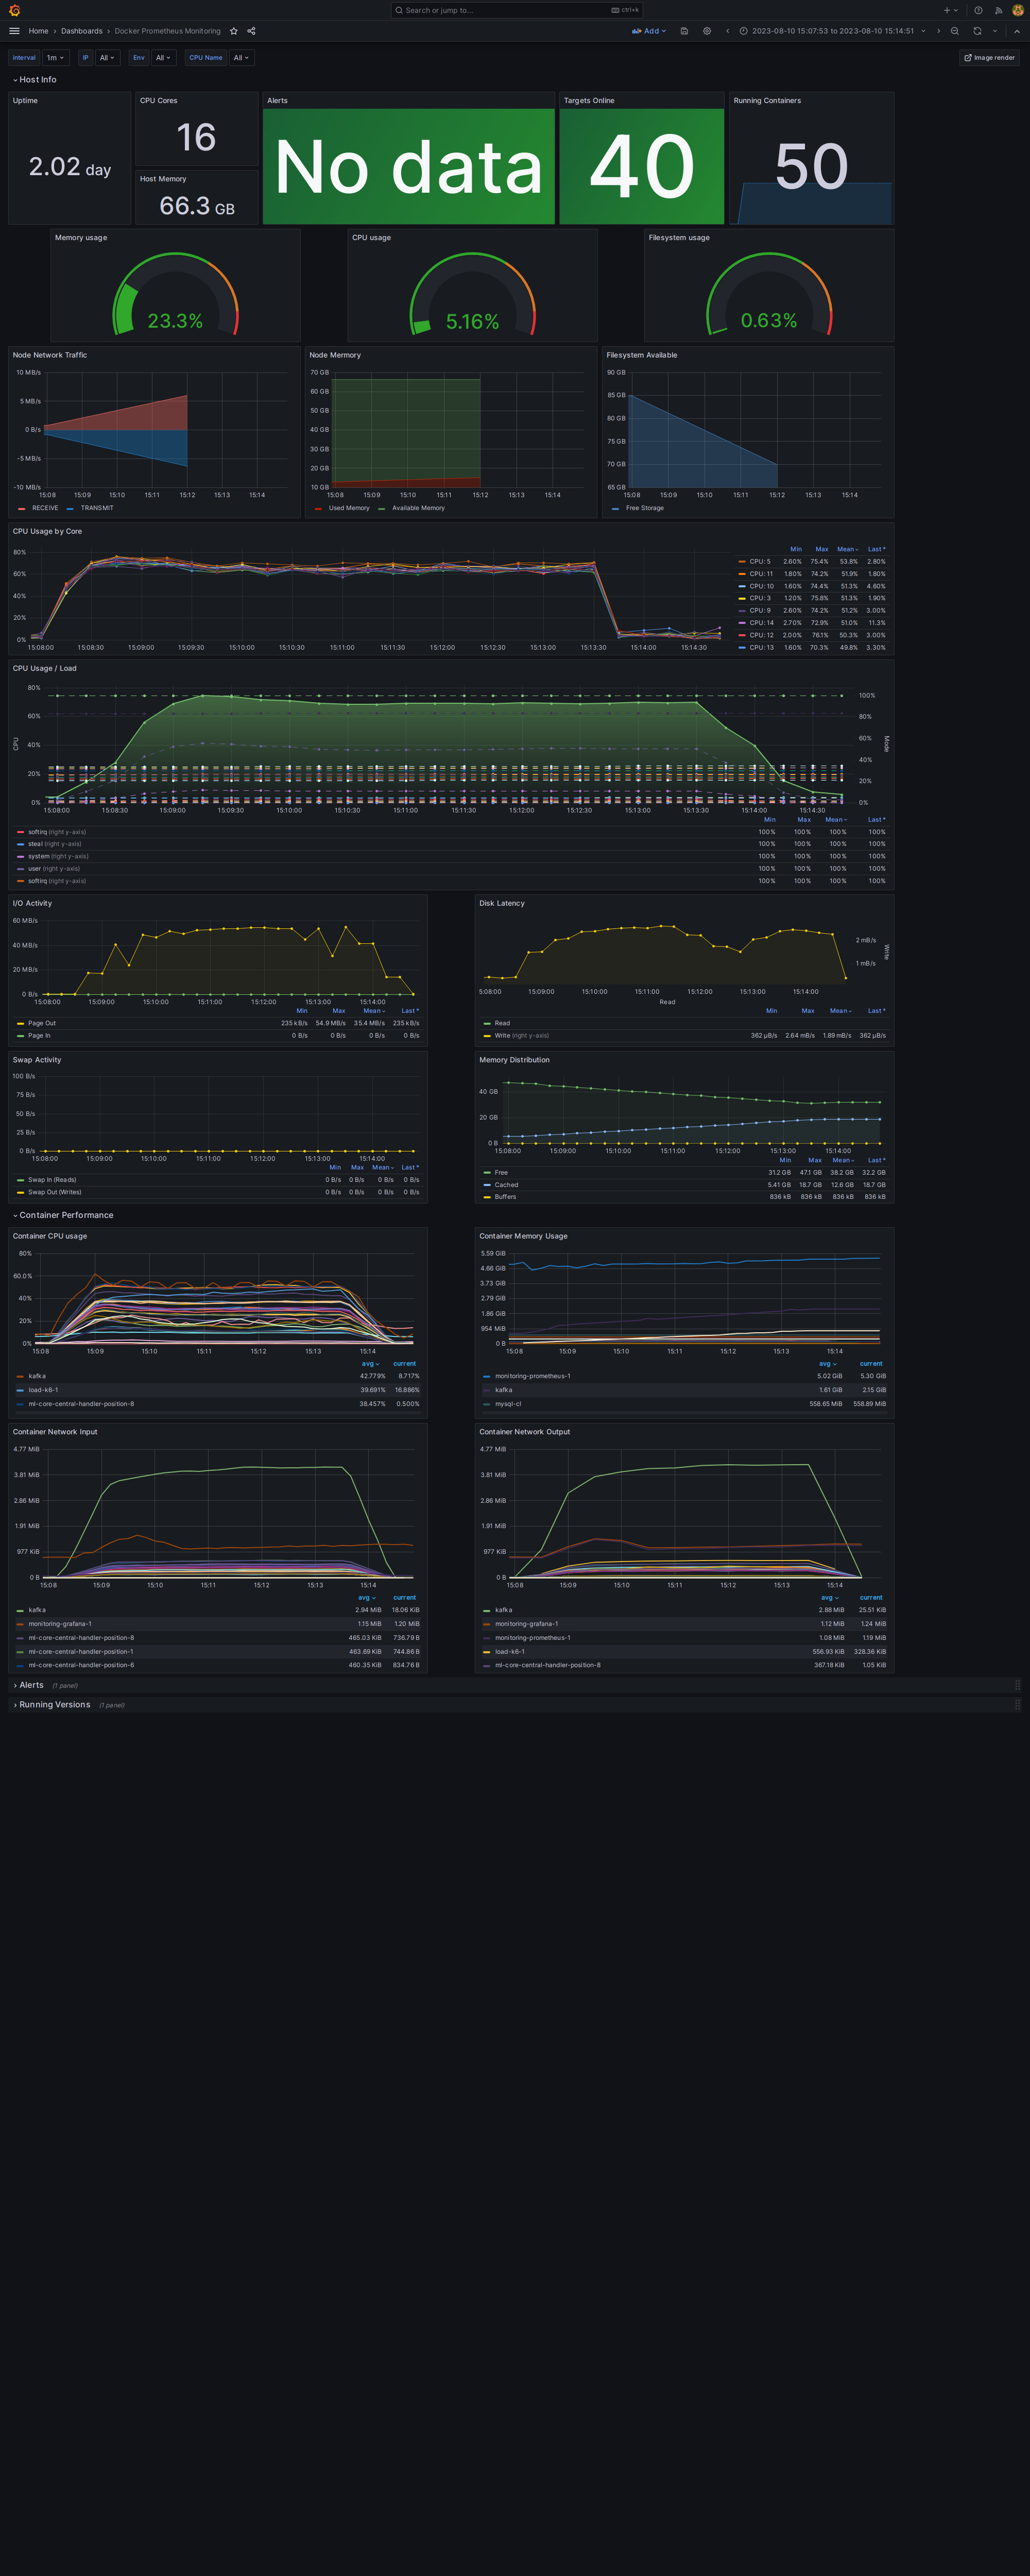 Search or jump to... ctrl+k
Home › Dashboards › Docker Prometheus Monitoring Add 2023-08-10 15:07:53 to 2023-08-10 15:14:51
Interval 1m IP All Env All CPU Name All Image render
Host Info
Uptime
2.02 day
CPU Cores
16
Host Memory
66.3 GB
Alerts
No data
Targets Online
40
Running Containers
50
Memory usage
23.3%
CPU usage
5.16%
Filesystem usage
0.63%
Node Network Traffic
10 MB/s
5 MB/s
0 B/s
-5 MB/s
-10 MB/s
15:08 15:09 15:10 15:11 15:12 15:13 15:14
RECEIVE TRANSMIT
Node Mermory
70 GB
60 GB
50 GB
40 GB
30 GB
20 GB
10 GB
15:08 15:09 15:10 15:11 15:12 15:13 15:14
Used Memory Available Memory
Filesystem Available
90 GB
85 GB
80 GB
75 GB
70 GB
65 GB
15:08 15:09 15:10 15:11 15:12 15:13 15:14
Free Storage
CPU Usage by Core
80%
60%
40%
20%
0%
15:08:00 15:08:30 15:09:00 15:09:30 15:10:00 15:10:30 15:11:00 15:11:30 15:12:00 15:12:30 15:13:00 15:13:30 15:14:00 15:14:30
Min Max Mean Last *
CPU: 5 2.60% 75.4% 53.8% 2.80%
CPU: 11 1.80% 74.2% 51.9% 1.80%
CPU: 10 1.60% 74.4% 51.3% 4.60%
CPU: 3 1.20% 75.8% 51.3% 1.90%
CPU: 9 2.60% 74.2% 51.2% 3.00%
CPU: 14 2.70% 72.9% 51.0% 11.3%
CPU: 12 2.00% 76.1% 50.3% 3.00%
CPU: 13 1.60% 70.3% 49.8% 3.30%
CPU Usage / Load
CPU
80%
60%
40%
20%
0%
100%
80%
60%
40%
20%
0%
Mode
15:08:00 15:08:30 15:09:00 15:09:30 15:10:00 15:10:30 15:11:00 15:11:30 15:12:00 15:12:30 15:13:00 15:13:30 15:14:00 15:14:30
Min Max Mean Last *
softirq (right y-axis) 100% 100% 100% 100%
steal (right y-axis) 100% 100% 100% 100%
system (right y-axis) 100% 100% 100% 100%
user (right y-axis) 100% 100% 100% 100%
softirq (right y-axis) 100% 100% 100% 100%
I/O Activity
60 MB/s
40 MB/s
20 MB/s
0 B/s
15:08:00 15:09:00 15:10:00 15:11:00 15:12:00 15:13:00 15:14:00
Min Max Mean Last *
Page Out 235 kB/s 54.9 MB/s 35.4 MB/s 235 kB/s
Page In 0 B/s 0 B/s 0 B/s 0 B/s
Disk Latency
2 mB/s
1 mB/s
Write
5:08:00 15:09:00 15:10:00 15:11:00 15:12:00 15:13:00 15:14:00
Read
Min Max Mean Last *
Read
Write (right y-axis) 362 µB/s 2.64 mB/s 1.89 mB/s 362 µB/s
Swap Activity
100 B/s
75 B/s
50 B/s
25 B/s
0 B/s
15:08:00 15:09:00 15:10:00 15:11:00 15:12:00 15:13:00 15:14:00
Min Max Mean Last *
Swap In (Reads) 0 B/s 0 B/s 0 B/s 0 B/s
Swap Out (Writes) 0 B/s 0 B/s 0 B/s 0 B/s
Memory Distribution
40 GB
20 GB
0 B
15:08:00 15:09:00 15:10:00 15:11:00 15:12:00 15:13:00 15:14:00
Min Max Mean Last *
Free 31.2 GB 47.1 GB 38.2 GB 32.2 GB
Cached 5.41 GB 18.7 GB 12.6 GB 18.7 GB
Buffers 836 kB 836 kB 836 kB 836 kB
Container Performance
Container CPU usage
80%
60.0%
40%
20%
0%
15:08 15:09 15:10 15:11 15:12 15:13 15:14
avg current
kafka 42.779% 8.717%
load-k6-1 39.691% 16.886%
ml-core-central-handler-position-8 38.457% 0.500%
Container Memory Usage
5.59 GiB
4.66 GiB
3.73 GiB
2.79 GiB
1.86 GiB
954 MiB
0 B
15:08 15:09 15:10 15:11 15:12 15:13 15:14
avg current
monitoring-prometheus-1 5.02 GiB 5.30 GiB
kafka 1.61 GiB 2.15 GiB
mysql-cl 558.65 MiB 558.89 MiB
Container Network Input
4.77 MiB
3.81 MiB
2.86 MiB
1.91 MiB
977 KiB
0 B
15:08 15:09 15:10 15:11 15:12 15:13 15:14
avg current
kafka 2.94 MiB 18.06 KiB
monitoring-grafana-1 1.15 MiB 1.20 MiB
ml-core-central-handler-position-8 465.03 KiB 736.79 B
ml-core-central-handler-position-1 463.69 KiB 744.86 B
ml-core-central-handler-position-6 460.35 KiB 834.76 B
Container Network Output
4.77 MiB
3.81 MiB
2.86 MiB
1.91 MiB
977 KiB
0 B
15:08 15:09 15:10 15:11 15:12 15:13 15:14
avg current
kafka 2.88 MiB 25.51 KiB
monitoring-grafana-1 1.12 MiB 1.24 MiB
monitoring-prometheus-1 1.08 MiB 1.19 MiB
load-k6-1 556.93 KiB 328.36 KiB
ml-core-central-handler-position-8 367.18 KiB 1.05 KiB
Alerts (1 panel)
Running Versions (1 panel)